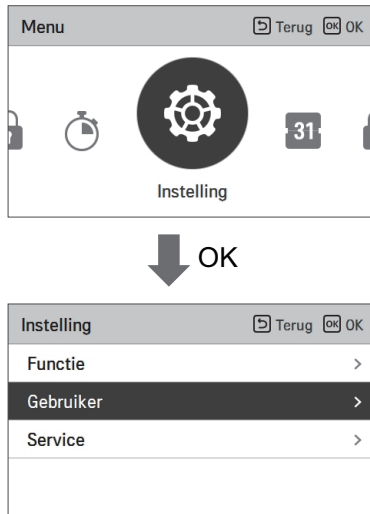 Menu Terug OK OK
31
Instelling
OK
Instelling Terug OK OK
Functie >
Gebruiker >
Service >